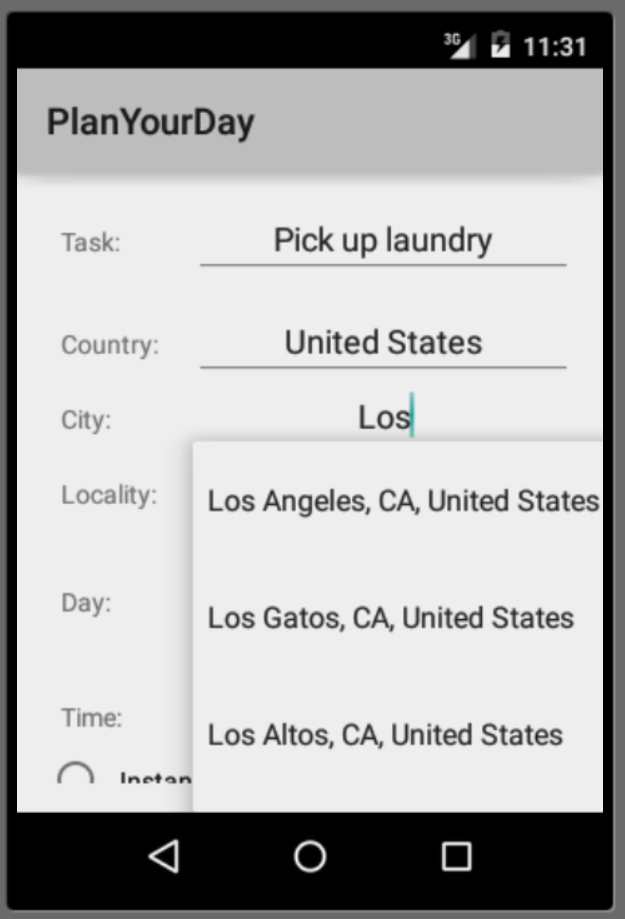 3G 11:31
PlanYourDay
Task: Pick up laundry
Country: United States
City: Los
Locality: Los Angeles, CA, United States
Day: Los Gatos, CA, United States
Time: Los Altos, CA, United States
Instan